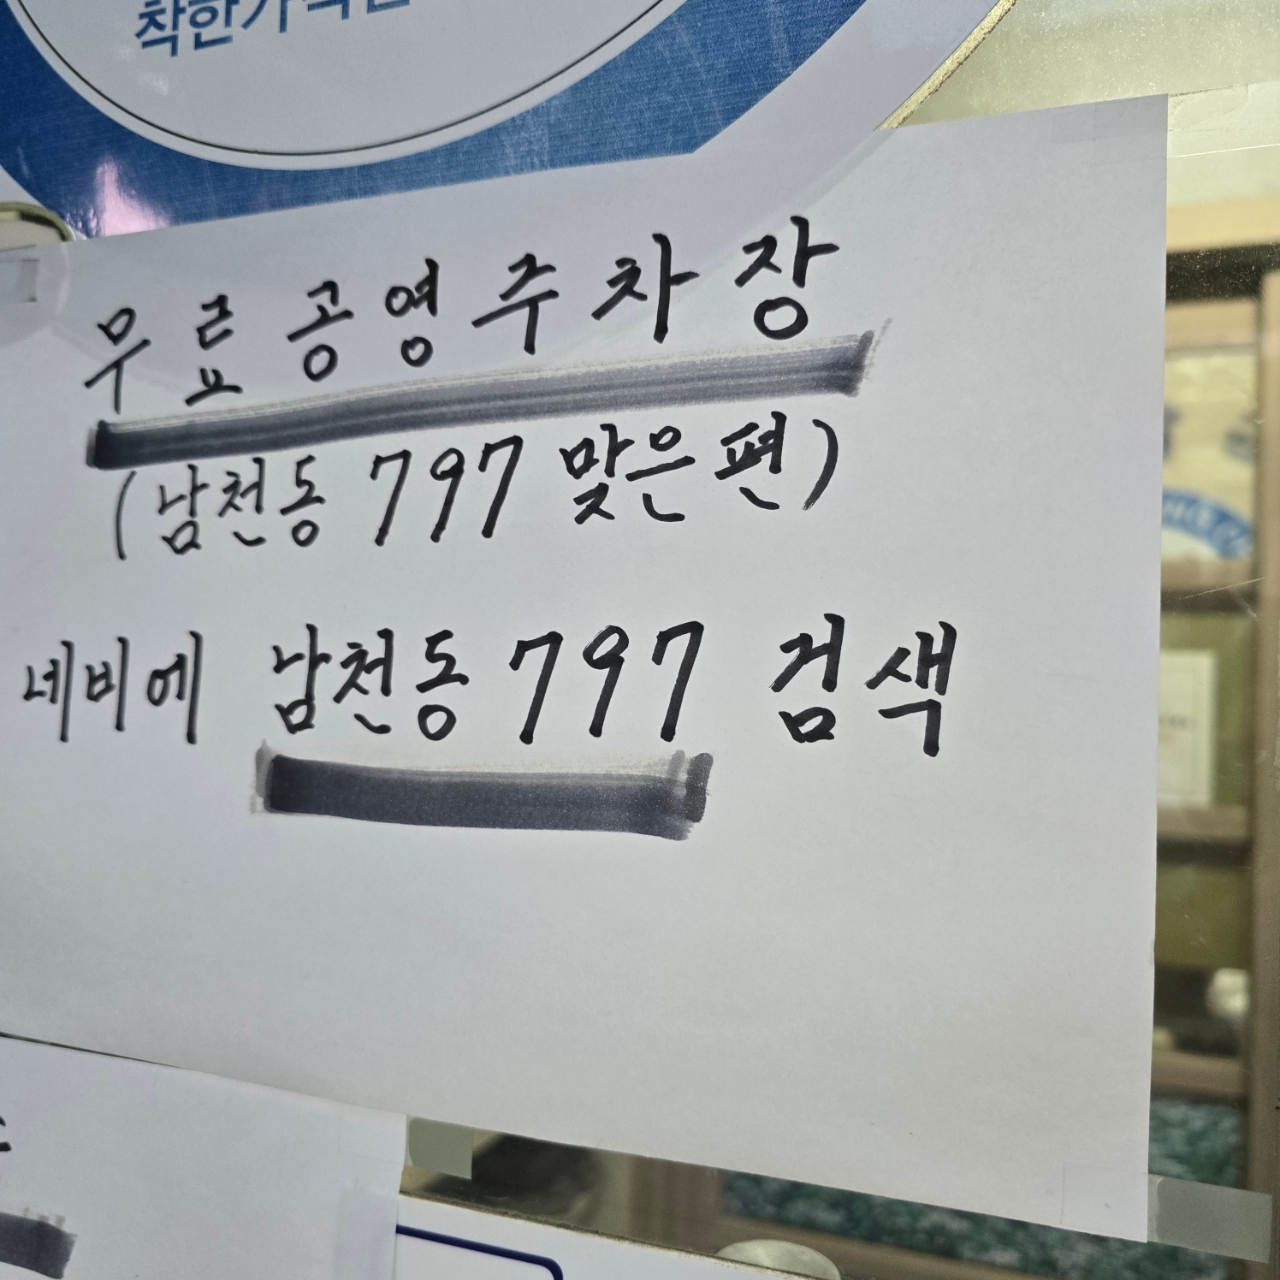 무료공영주차장
(남천동 797 맞은편)
네비에 남천동 797 검색